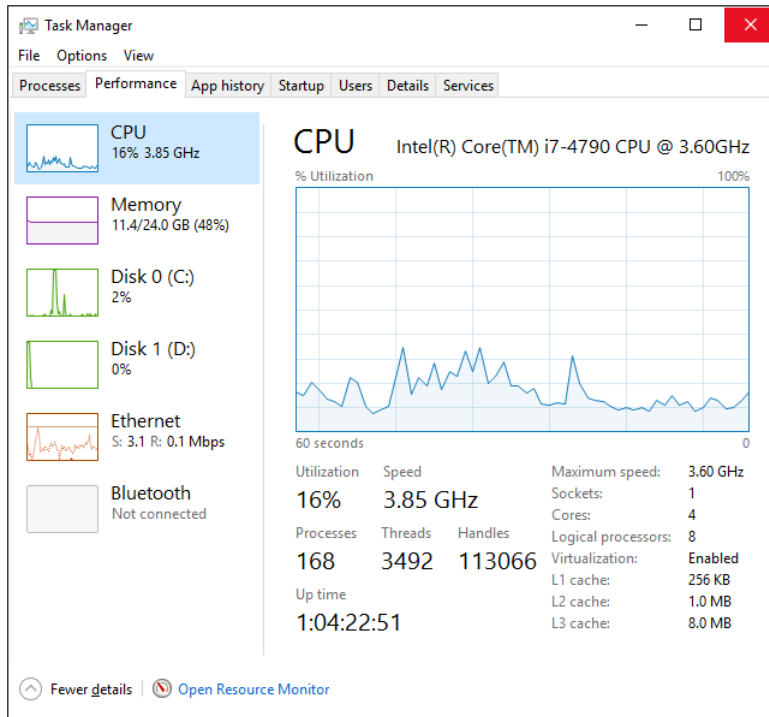 Task Manager
File Options View
Processes Performance App history Startup Users Details Services
CPU
16% 3.85 GHz
Memory
11.4/24.0 GB (48%)
Disk 0 (C:)
2%
Disk 1 (D:)
0%
Ethernet
S: 3.1 R: 0.1 Mbps
Bluetooth
Not connected
CPU Intel(R) Core(TM) i7-4790 CPU @ 3.60GHz
% Utilization 100%
60 seconds 0
Utilization Speed
16% 3.85 GHz
Processes Threads Handles
168 3492 113066
Up time
1:04:22:51
Maximum speed: 3.60 GHz
Sockets: 1
Cores: 4
Logical processors: 8
Virtualization: Enabled
L1 cache: 256 KB
L2 cache: 1.0 MB
L3 cache: 8.0 MB
Fewer details Open Resource Monitor